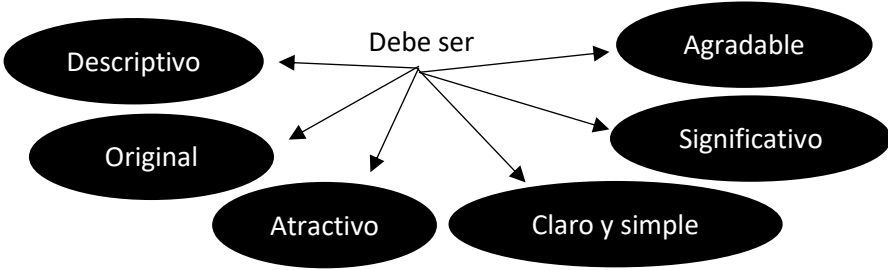 Debe ser
Descriptivo
Original
Atractivo
Claro y simple
Significativo
Agradable